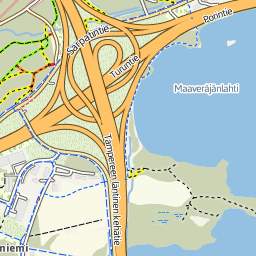 Sarpatintie
Porintie
Turuntie
Maaveräjänlahti
Tampereen läntinen kehätie
niemi